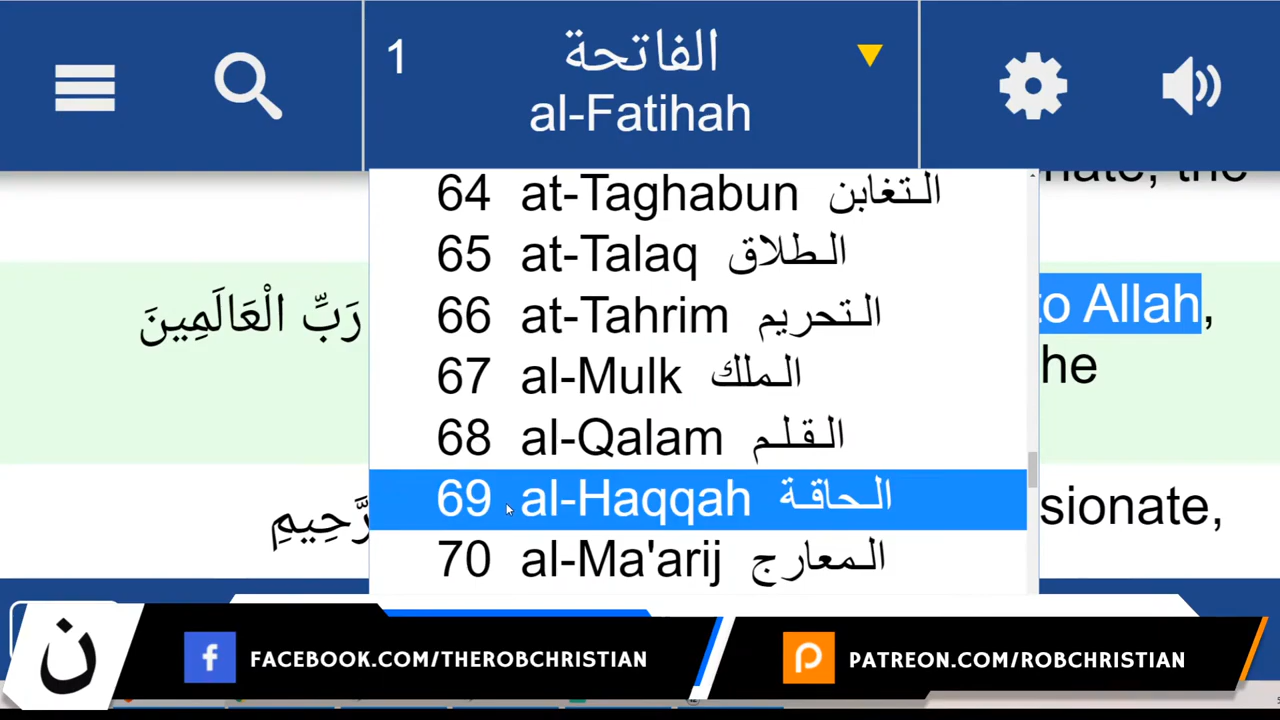 1
الفاتحة
al-Fatihah
64 at-Taghabun التغابن
65 at-Talaq الطلاق
66 at-Tahrim التحريم
67 al-Mulk الملك
68 al-Qalam القلم
69 al-Haqqah الحاقة
70 al-Ma'arij المعارج
the
رَبِّ الْعَالَمِينَ
to Allah,
he
sionate,
ن
f FACEBOOK.COM/THEROBCHRISTIAN
PATREON.COM/ROBCHRISTIAN